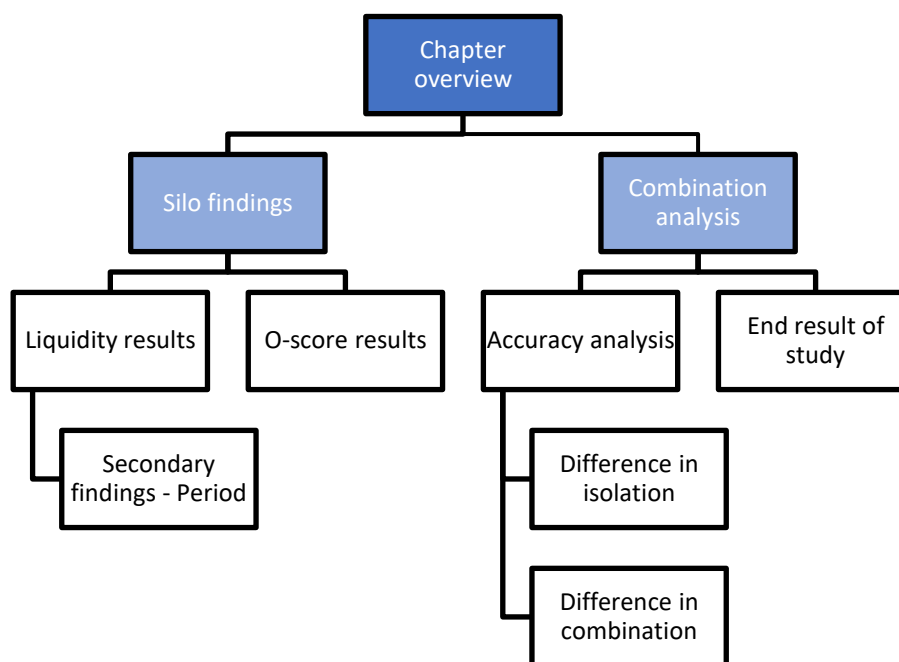 Chapter
overview
Silo findings
Combination
analysis
Liquidity results
O-score results
Accuracy analysis
End result of
study
Secondary
findings - Period
Difference in
isolation
Difference in
combination